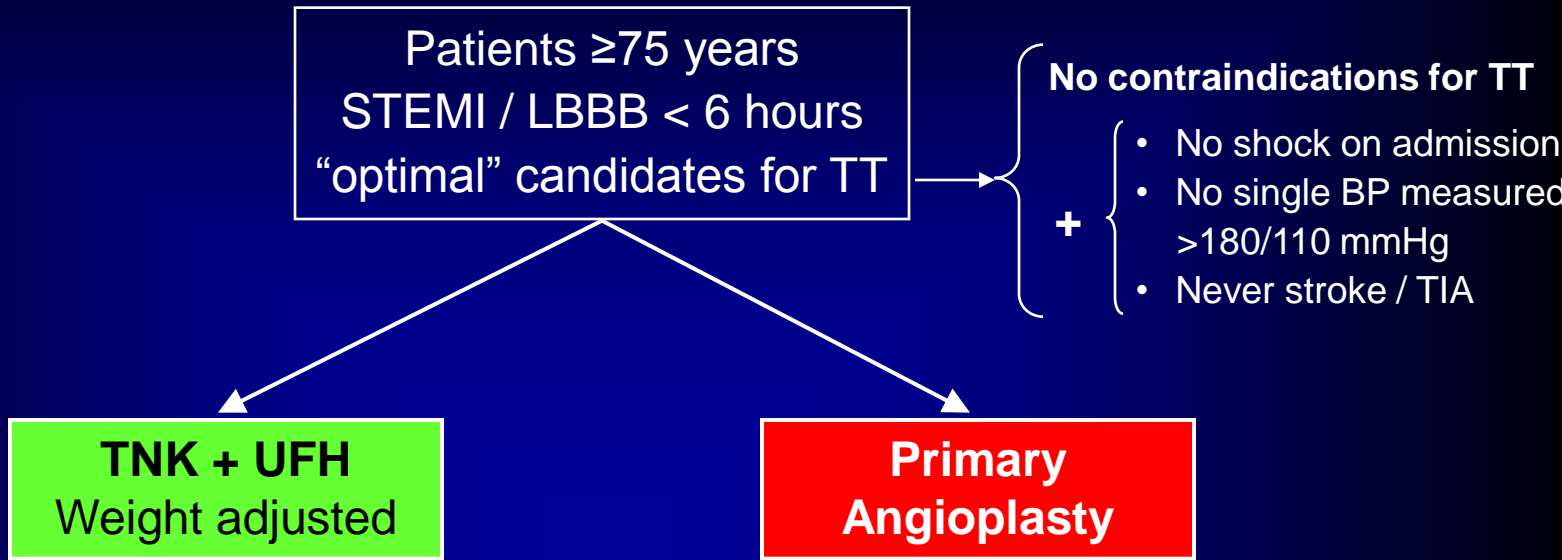 Patients ≥75 years
STEMI / LBBB < 6 hours
“optimal” candidates for TT
No contraindications for TT
+
• No shock on admission
• No single BP measured
>180/110 mmHg
• Never stroke / TIA
TNK + UFH
Weight adjusted
Primary
Angioplasty